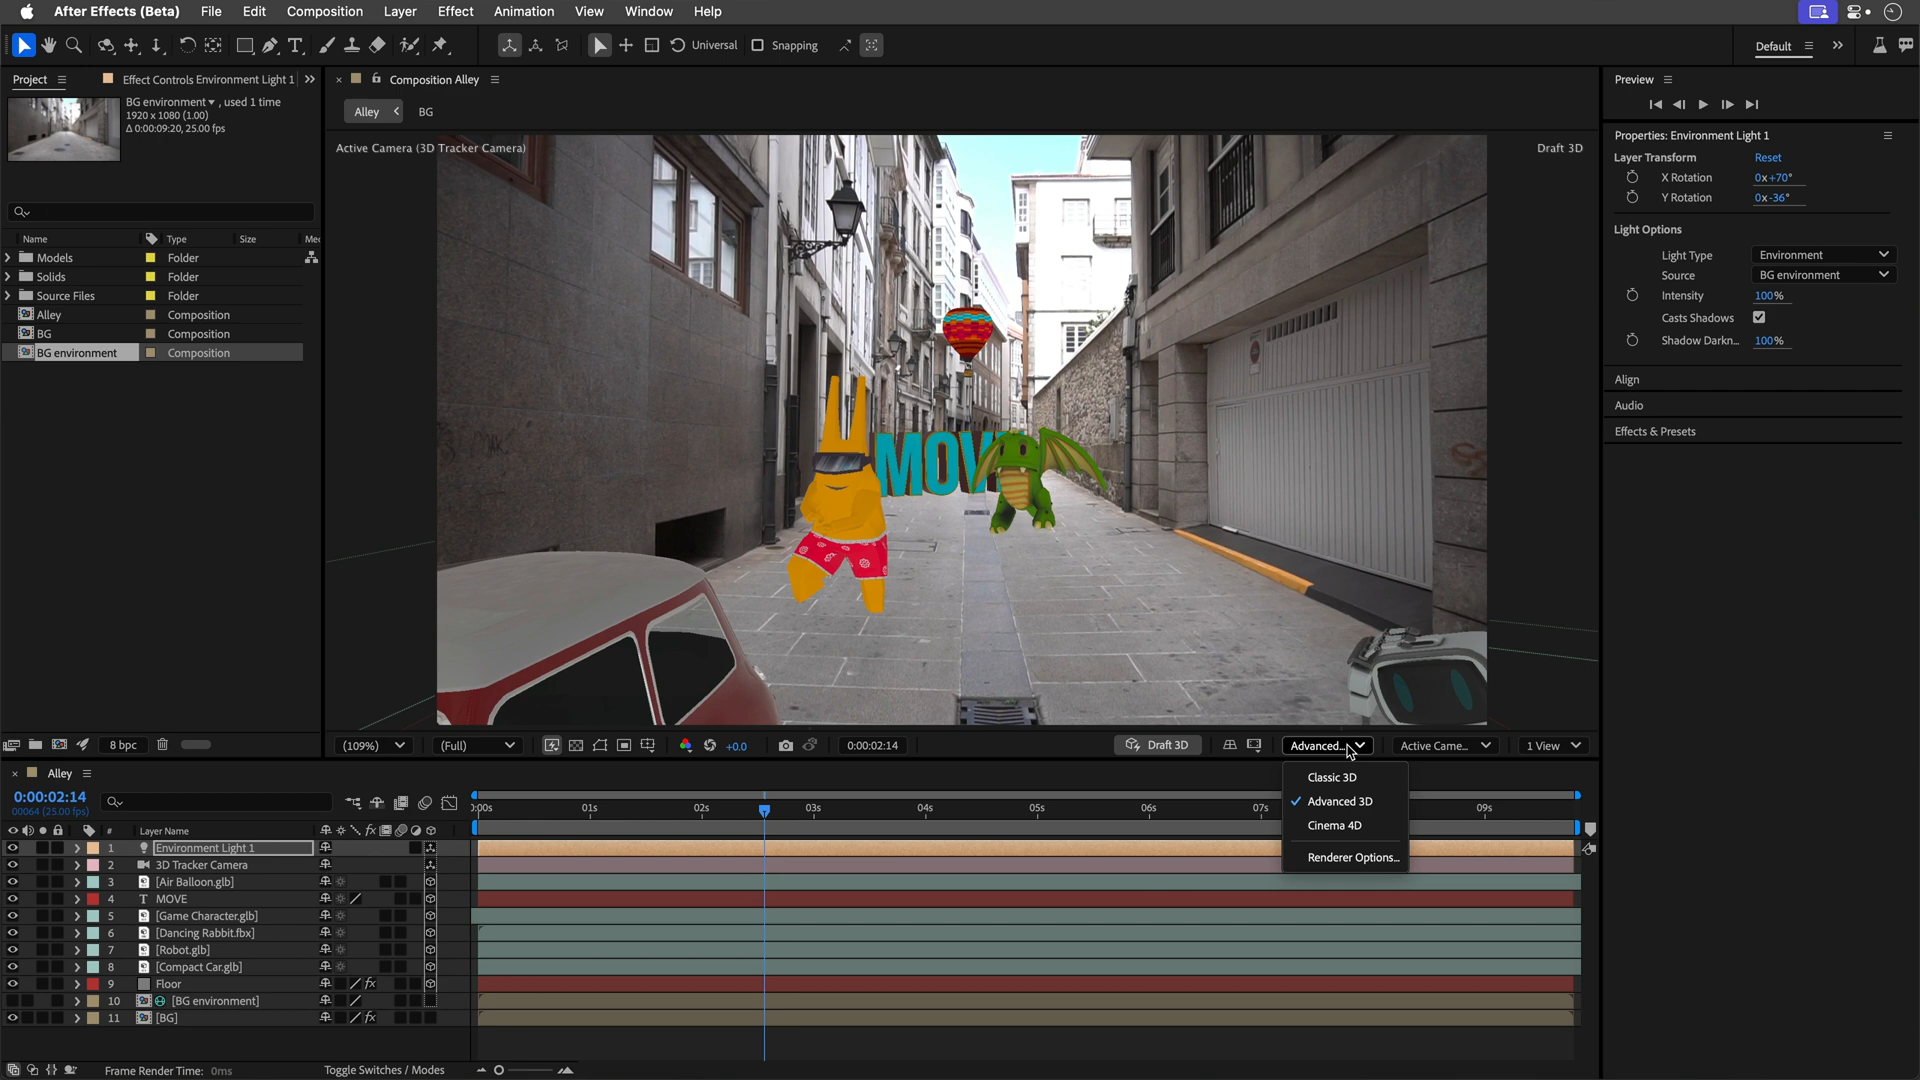 After Effects (Beta) File Edit Composition Layer Effect Animation View Window Help
Universal Snapping Default
Project Effect Controls Environment Light 1
BG environment , used 1 time
1920 x 1080 (1.00)
Δ 0:00:09:20, 25.00 fps
Name Type Size Mec
Models Folder
Solids Folder
Source Files Folder
Alley Composition
BG Composition
BG environment Composition
8 bpc
Composition Alley
Alley BG
Active Camera (3D Tracker Camera)
Draft 3D
MOV
(109%) (Full) +0.0 0:00:02:14 Draft 3D Advanced... Active Came... 1 View
Classic 3D
Advanced 3D
Cinema 4D
Renderer Options...
Preview
Properties: Environment Light 1
Layer Transform Reset
X Rotation 0x+70°
Y Rotation 0x-36°
Light Options
Light Type Environment
Source BG environment
Intensity 100%
Casts Shadows
Shadow Darkn... 100%
Align
Audio
Effects & Presets
Alley
0:00:02:14
00064 (25.00 fps)
0:00s 01s 02s 03s 04s 05s 06s 07s 09s
# Layer Name
1 Environment Light 1
2 3D Tracker Camera
3 [Air Balloon.glb]
4 T MOVE
5 [Game Character.glb]
6 [Dancing Rabbit.fbx]
7 [Robot.glb]
8 [Compact Car.glb]
9 Floor
10 [BG environment]
11 [BG]
Frame Render Time: 0ms Toggle Switches / Modes